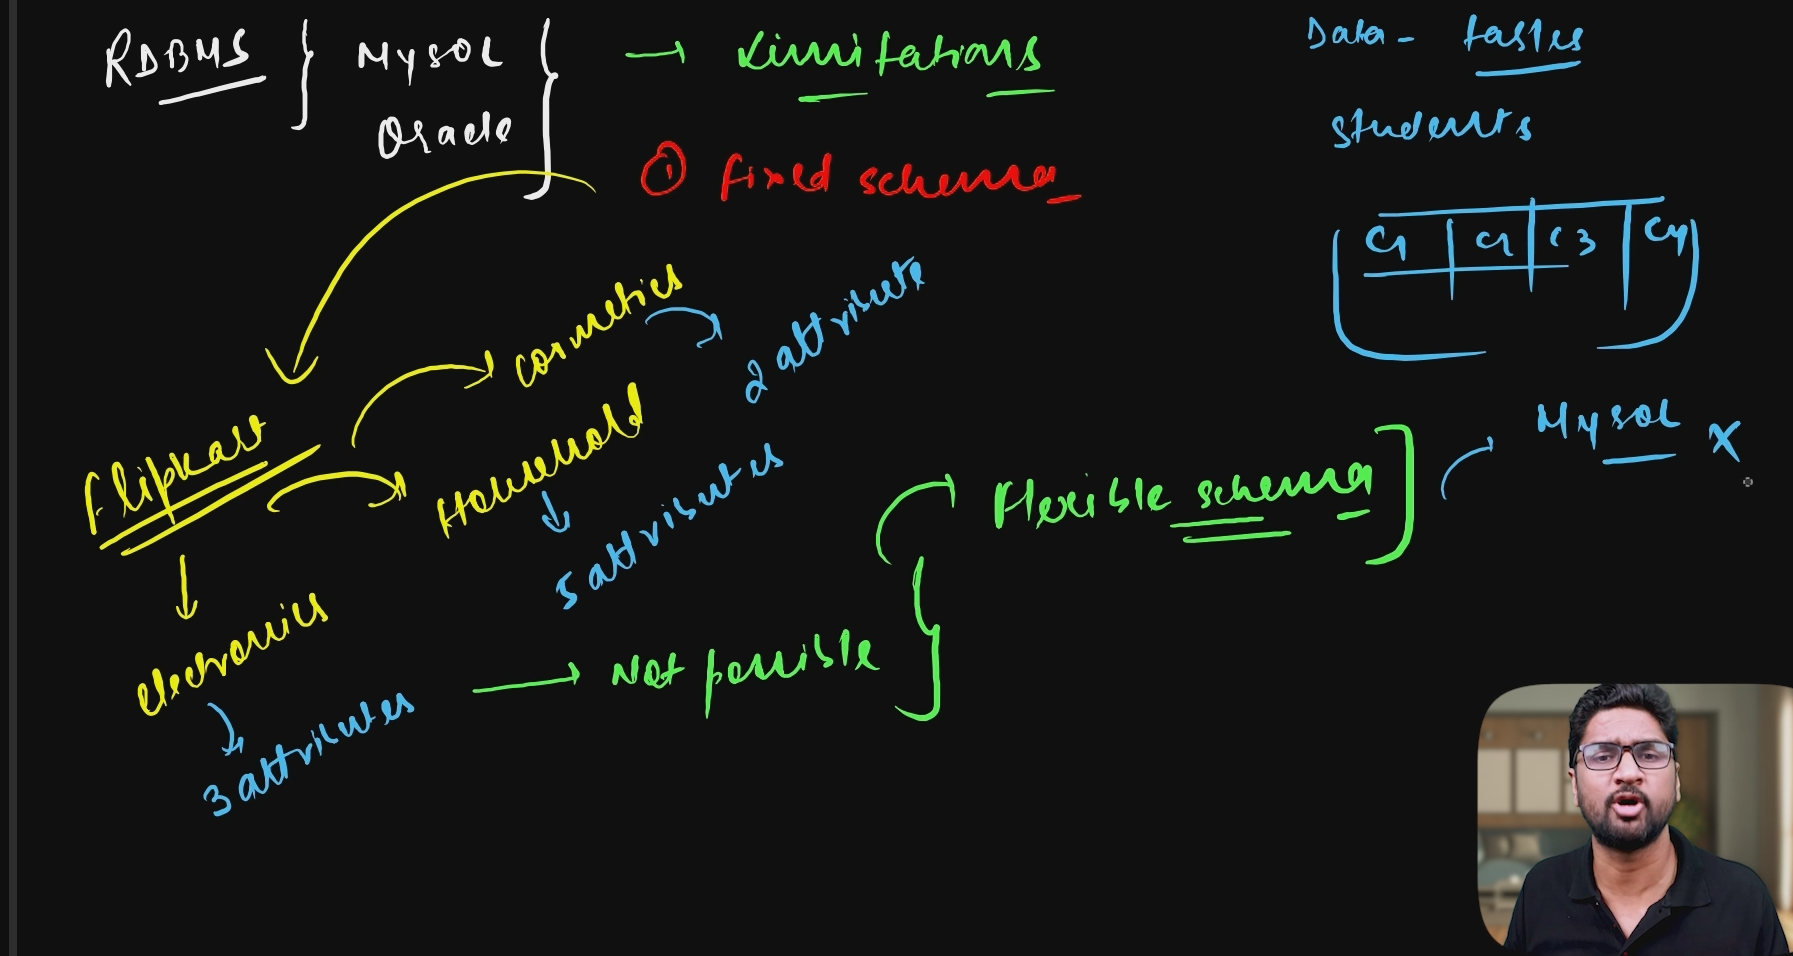 RDBMS
MySQL
Oracle
→ Limitations
① fixed schema
Data - tables
students
C1 C2 C3 C4
Flipkart
cosmetics
2 attribute
Household
5 attributes
electronics
3 attributes
→ Not possible
Flexible schema
MySQL X